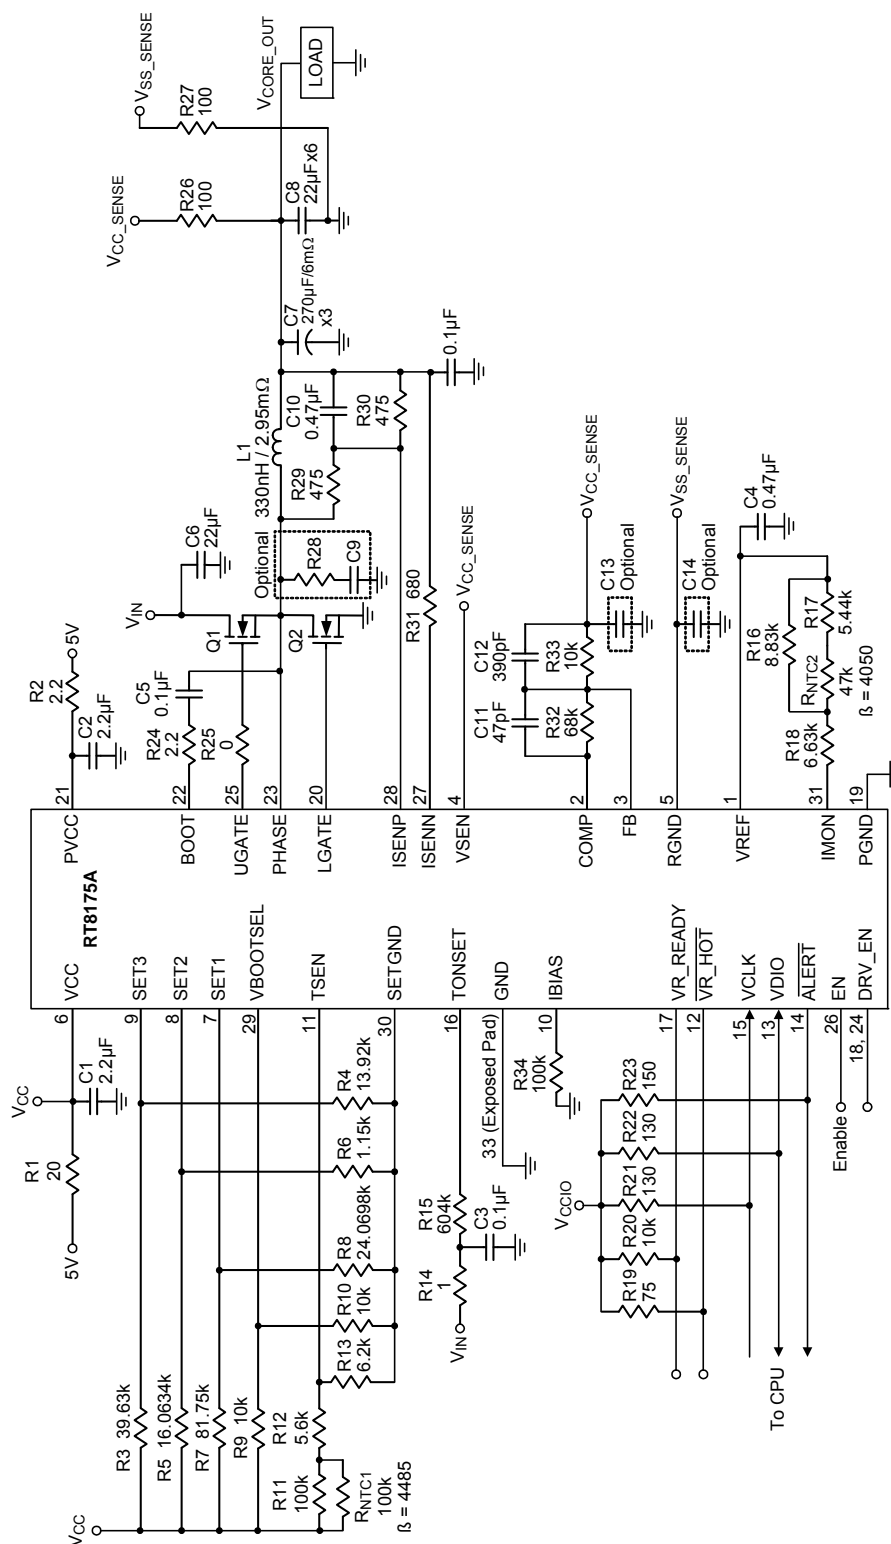 RT8175A
5V
R1
20
VCC
C1
2.2µF
6
VCC
VCC
R3 39.63k
R4
13.92k
9
SET3
R5 16.0634k
R6
1.15k
8
SET2
R7 81.75k
R8
24.0698k
7
SET1
R9 10k
R10
10k
29
VBOOTSEL
R11
100k
RNTC1
100k
ß = 4485
R12
5.6k
R13
6.2k
11
TSEN
30
SETGND
VIN
R14
1
C3
0.1µF
R15
604k
16
TONSET
33 (Exposed Pad)
GND
R34
100k
10
IBIAS
VCCIO
R19
75
R20
10k
R21
130
R22
130
R23
150
17
VR_READY
12
VR_HOT
15
VCLK
13
VDIO
14
ALERT
To CPU
Enable
26
EN
18, 24
DRV_EN
PVCC
21
C2
2.2µF
R2
2.2
5V
BOOT
22
R24
2.2
C5
0.1µF
UGATE
25
R25
0
PHASE
23
LGATE
20
Q1
Q2
VIN
C6
22µF
Optional
R28
C9
L1
330nH / 2.95mΩ
R29
475
C10
0.47µF
R30
475
C7
270µF/6mΩ
x3
C8
22µFx6
R26
100
VCC_SENSE
R27
100
VSS_SENSE
VCORE_OUT
LOAD
ISENP
28
ISENN
27
R31 680
0.1µF
VSEN
4
VCC_SENSE
COMP
2
FB
3
C11
47pF
R32
68k
C12
390pF
R33
10k
C13
Optional
VCC_SENSE
RGND
5
C14
Optional
VSS_SENSE
VREF
1
C4
0.47µF
IMON
31
R18
6.63k
R16
8.83k
RNTC2
47k
ß = 4050
R17
5.44k
PGND
19